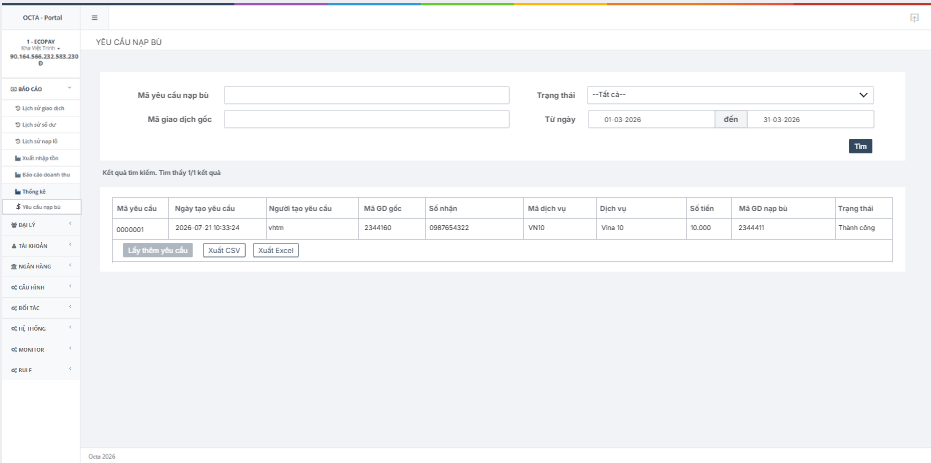 OCTA - Portal
1 - ECOPAY
Kha Việt Trinh
90.164.566.232.583.230
Đ
YÊU CẦU NẠP BÙ
BÁO CÁO
Lịch sử giao dịch
Lịch sử số dư
Lịch sử nạp lô
Xuất nhập tồn
Báo cáo doanh thu
Thống kê
Yêu cầu nạp bù
ĐẠI LÝ
TÀI KHOẢN
NGÂN HÀNG
CẤU HÌNH
ĐỐI TÁC
HỆ THỐNG
MONITOR
RULE
Mã yêu cầu nạp bù
Trạng thái --Tất cả--
Mã giao dịch gốc
Từ ngày 01-03-2026 đến 31-03-2026
Tìm
Kết quả tìm kiếm. Tìm thấy 1/1 kết quả
Mã yêu cầu Ngày tạo yêu cầu Người tạo yêu cầu Mã GD gốc Số nhận Mã dịch vụ Dịch vụ Số tiền Mã GD nạp bù Trạng thái
0000001 2026-07-21 10:33:24 vhtm 2344160 0987654322 VN10 Vina 10 10.000 2344411 Thành công
Lấy thêm yêu cầu Xuất CSV Xuất Excel
Octa 2026